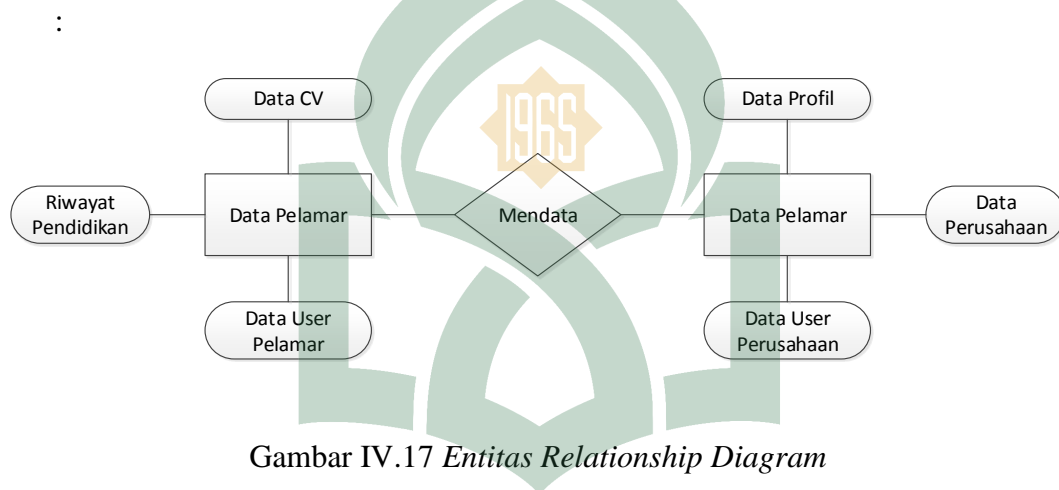 :
Data CV
Data Profil
1965
Riwayat
Pendidikan
Data Pelamar
Mendata
Data Pelamar
Data
Perusahaan
Data User
Pelamar
Data User
Perusahaan
Gambar IV.17 Entitas Relationship Diagram